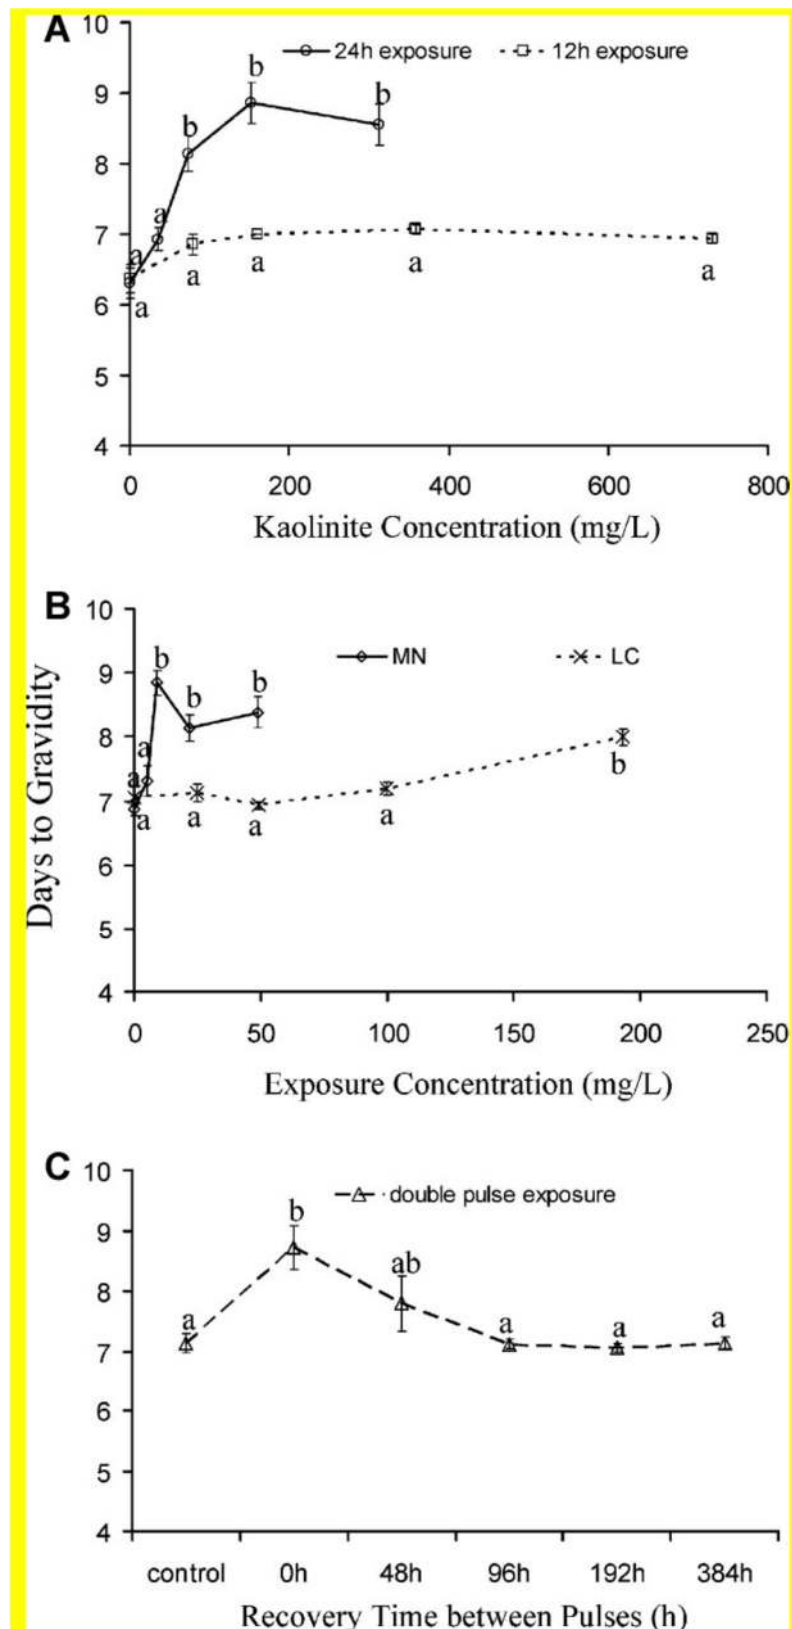 A
10
24h exposure
12h exposure
b
9
b
b
8
a
7
a
a
a
a
a
6
a
5
4
0 200 400 600 800
Kaolinite Concentration (mg/L)
B
10
MN
LC
b
9
b
b
a
8
b
a
7
a
a
a
a
6
5
4
0 50 100 150 200 250
Exposure Concentration (mg/L)
Days to Gravidity
C
10
double pulse exposure
b
9
ab
8
a
a
a
a
7
6
5
4
control 0h 48h 96h 192h 384h
Recovery Time between Pulses (h)